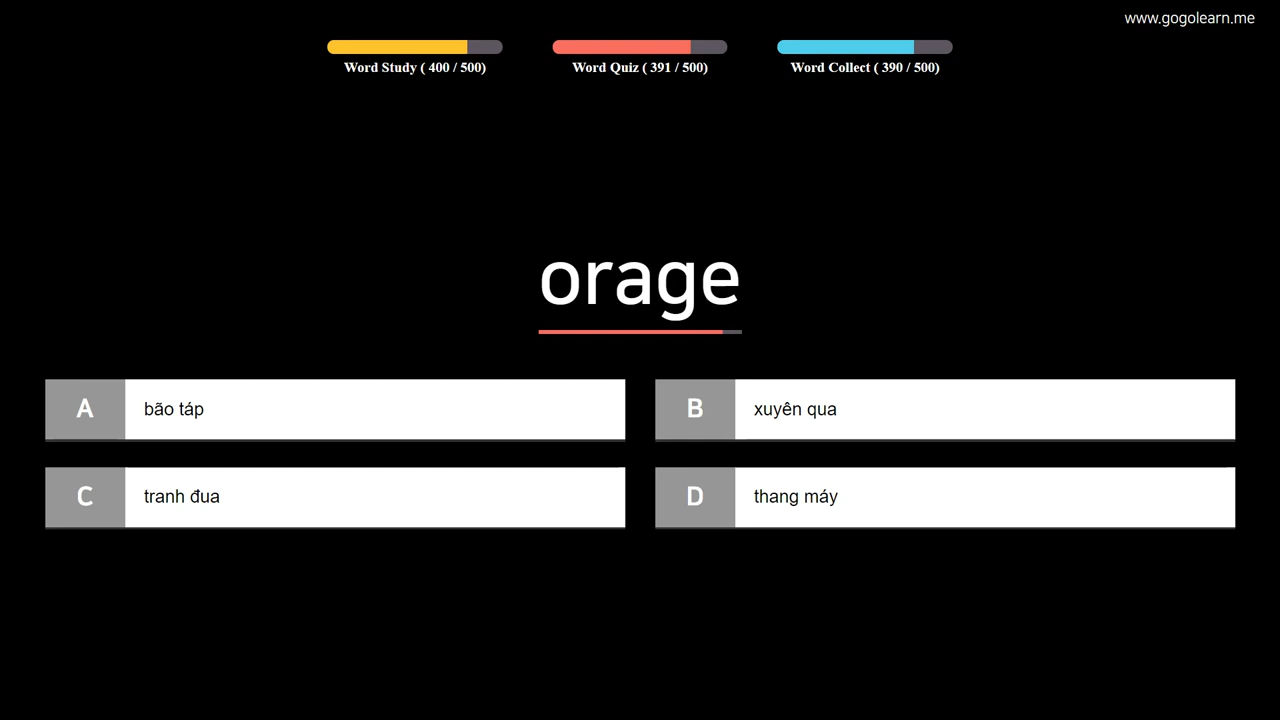 www.gogolearn.me
Word Study ( 400 / 500)
Word Quiz ( 391 / 500)
Word Collect ( 390 / 500)
orage
A bão táp
B xuyên qua
C tranh đua
D thang máy